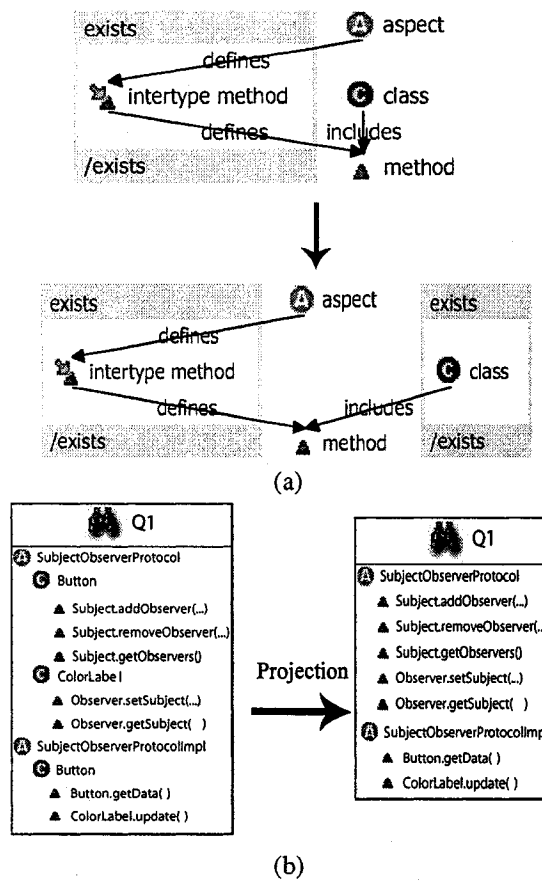 exists
A aspect
defines
intertype method
C class
defines
includes
/exists
method
exists
A aspect
exists
defines
intertype method
C class
defines
includes
/exists
method
/exists
(a)
Q1
A SubjectObserverProtocol
C Button
Subject.addObserver(...)
Subject.removeObserver(...)
Subject.getObservers()
C ColorLabel
Observer.setSubject(...)
Observer.getSubject( )
A SubjectObserverProtocolImpl
C Button
Button.getData( )
ColorLabel.update( )
Projection
Q1
A SubjectObserverProtocol
Subject.addObserver(...)
Subject.removeObserver(...
Subject.getObservers()
Observer.setSubject(...)
Observer.getSubject( )
A SubjectObserverProtocolImpl
Button.getData( )
ColorLabel.update( )
(b)